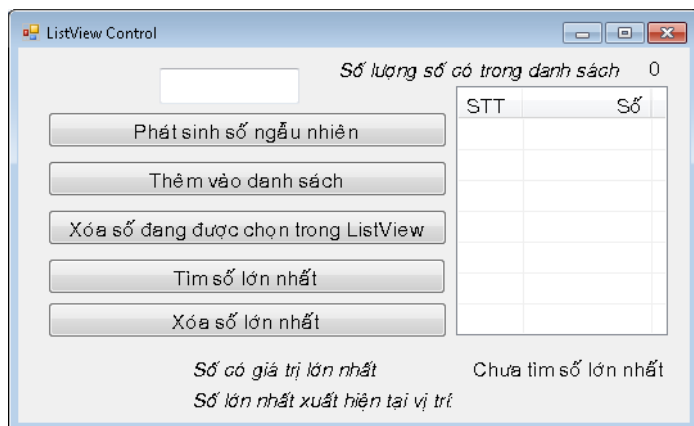 ListView Control
Số lượng số có trong danh sách 0
STT Số
Phát sinh số ngẫu nhiên
Thêm vào danh sách
Xóa số đang được chọn trong ListView
Tìm số lớn nhất
Xóa số lớn nhất
Số có giá trị lớn nhất Chưa tìm số lớn nhất
Số lớn nhất xuất hiện tại vị trí: